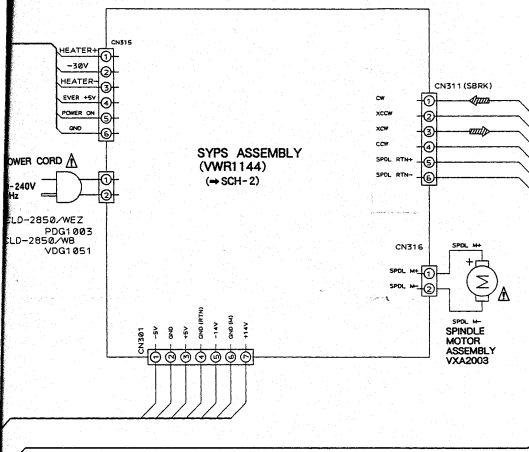 CN315
HEATER+
1
-30V
2
HEATER-
3
EVER +5V
4
POWER ON
5
GND
6
OWER CORD
1
-240V
2
Hz
CLD-2850/WEZ
PDG1003
CLD-2850/WB
VDG1051
SYPS ASSEMBLY
(VWR1144)
(➡SCH-2)
CN311(SBRK)
CW
1
XCCW
2
XCW
3
CCW
4
SPDL RTN+
5
SPDL RTN-
6
CN316
SPDL M+
SPDL M+
1
SPDL M-
2
+
M
SPDL M-
SPINDLE
MOTOR
ASSEMBLY
VXA2003
CN301
-5V
GND
+5V
GND(RTN)
-14V
GND(M)
+14V
1 2 3 4 5 6 7